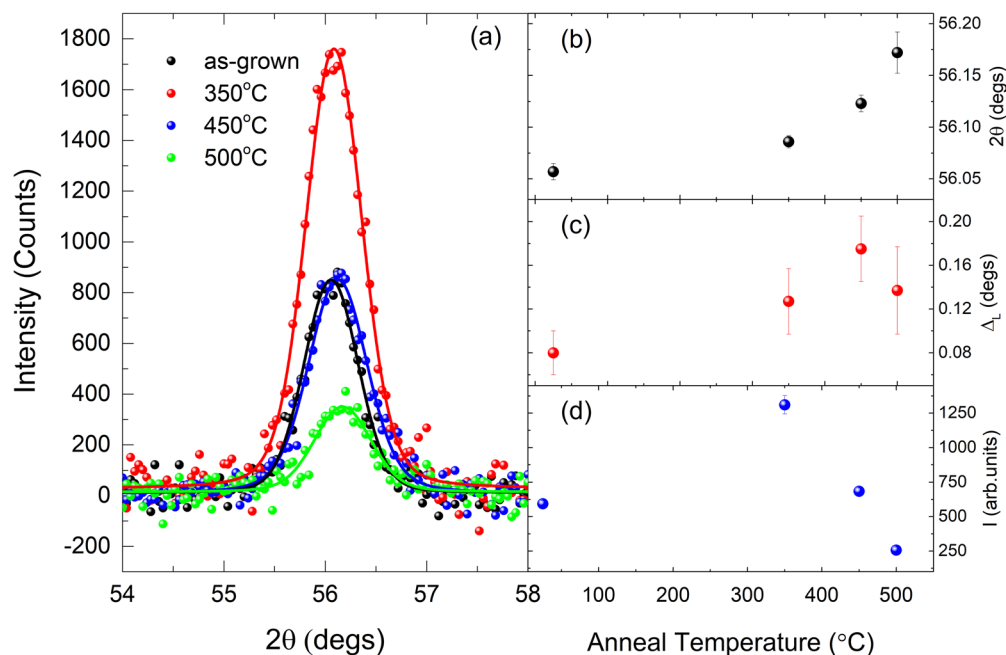 (a)
as-grown
350°C
450°C
500°C
1800
1600
1400
1200
1000
800
600
400
200
0
-200
Intensity (Counts)
54 55 56 57 58
2θ (degs)
(b)
56.20
56.15
56.10
56.05
2θ (degs)
(c)
0.20
0.16
0.12
0.08
Δ_L (degs)
(d)
1250
1000
750
500
250
I (arb.units)
100 200 300 400 500
Anneal Temperature (°C)